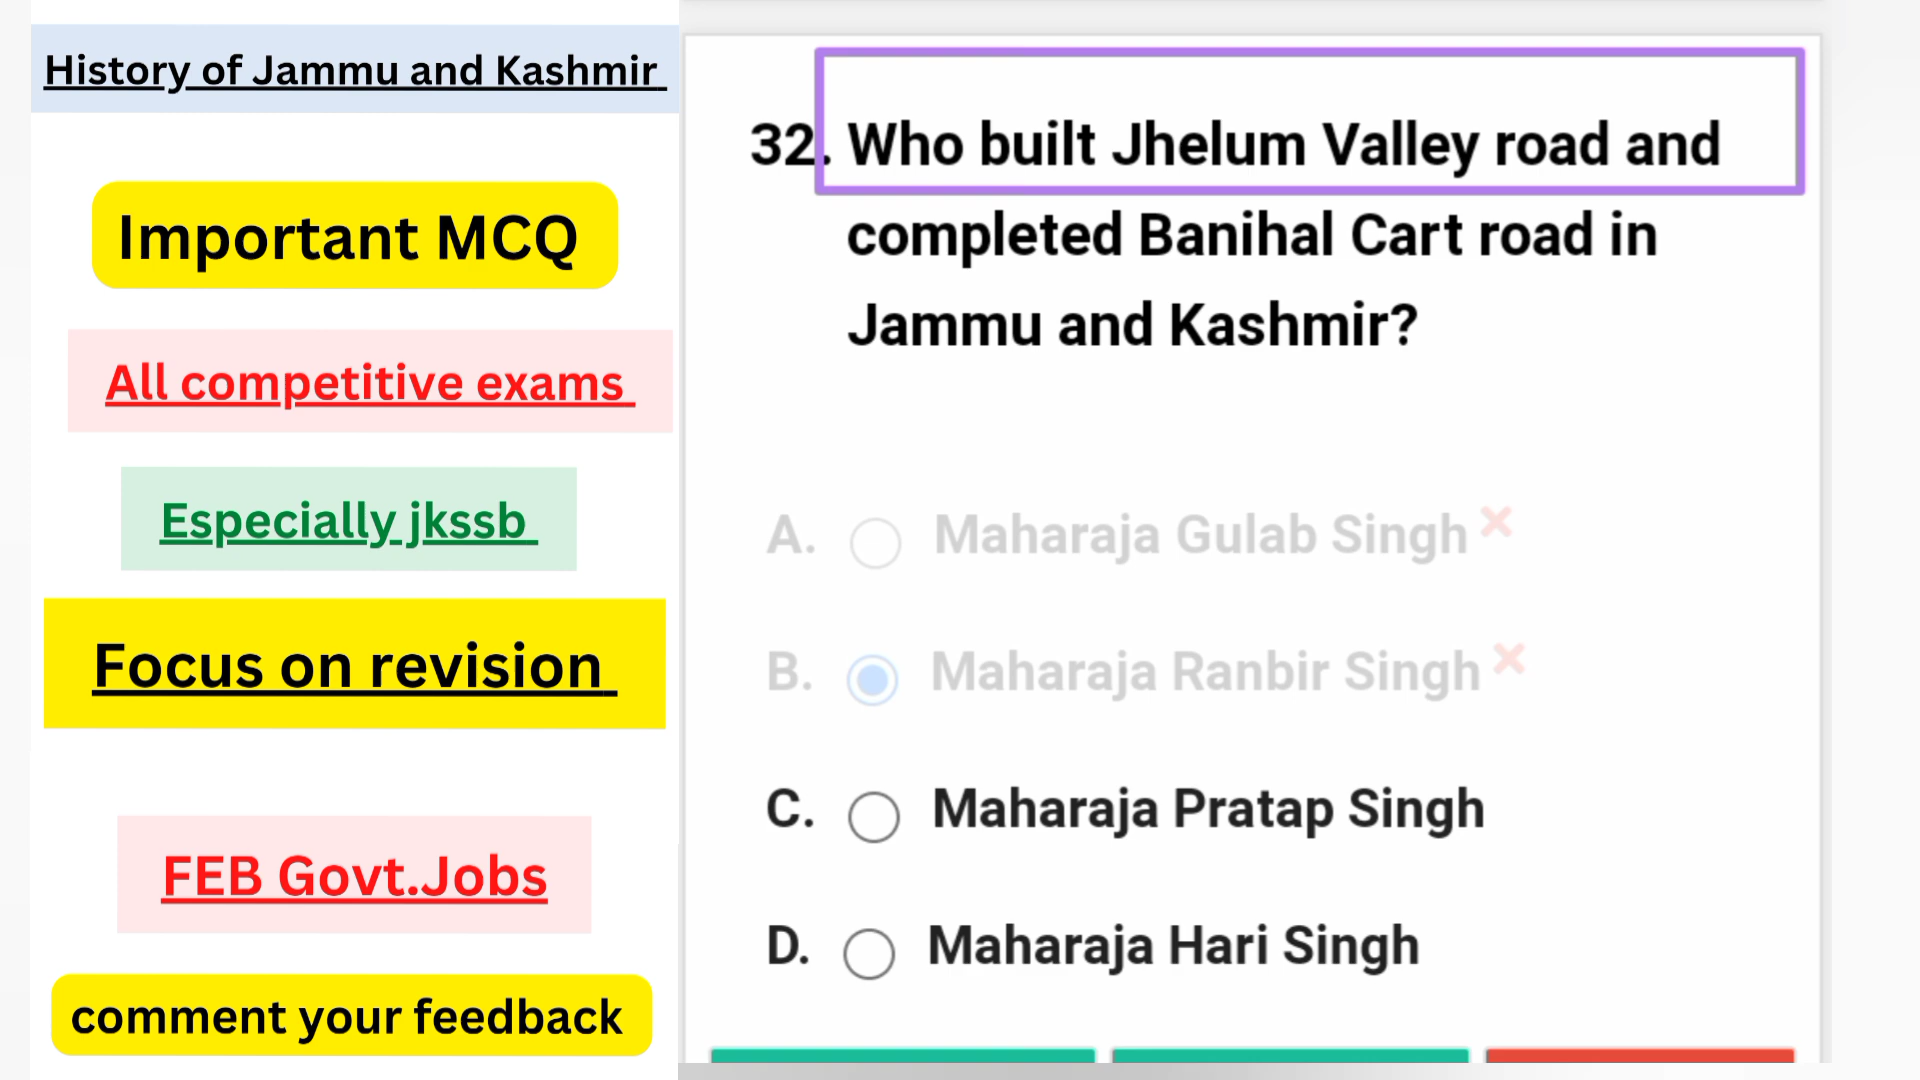 History of Jammu and Kashmir
Important MCQ
All competitive exams
Especially jkssb
Focus on revision
FEB Govt.Jobs
comment your feedback
32. Who built Jhelum Valley road and
completed Banihal Cart road in
Jammu and Kashmir?
A. Maharaja Gulab Singh
B. Maharaja Ranbir Singh
C. Maharaja Pratap Singh
D. Maharaja Hari Singh